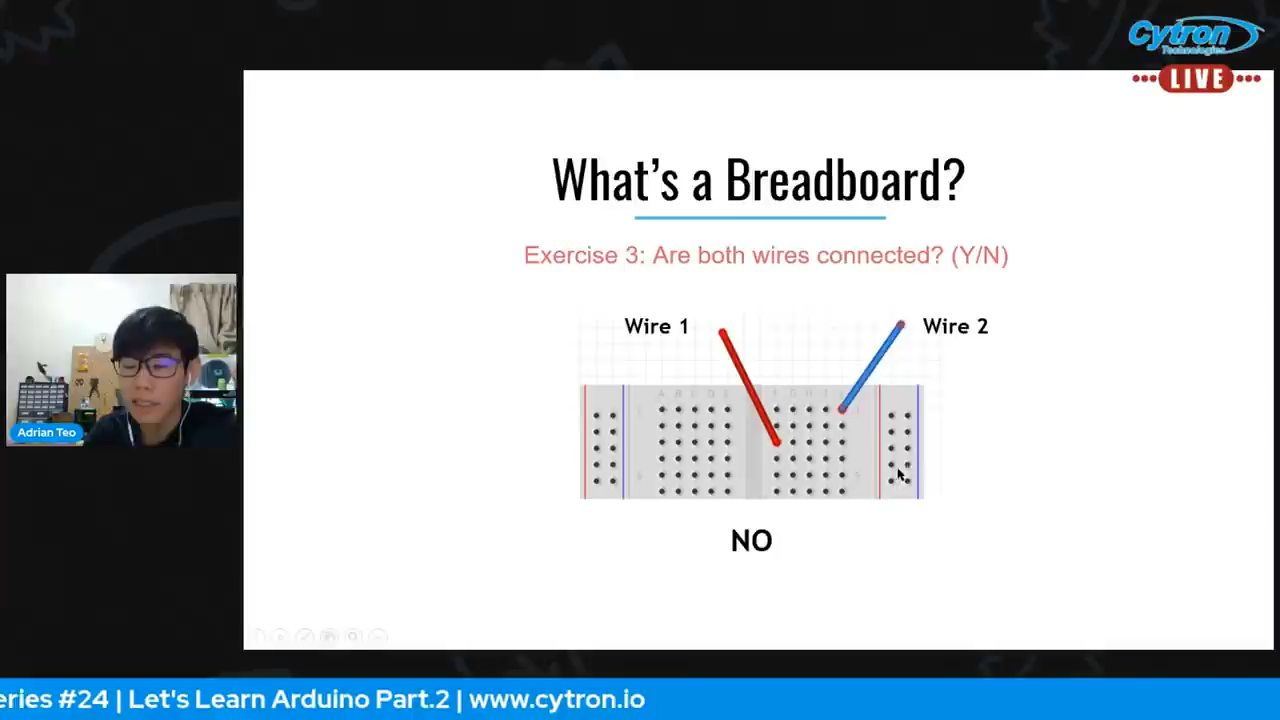 Cytron
Technologies
LIVE
What's a Breadboard?
Exercise 3: Are both wires connected? (Y/N)
Wire 1
Wire 2
Adrian Teo
NO
eries #24 | Let's Learn Arduino Part.2 | www.cytron.io